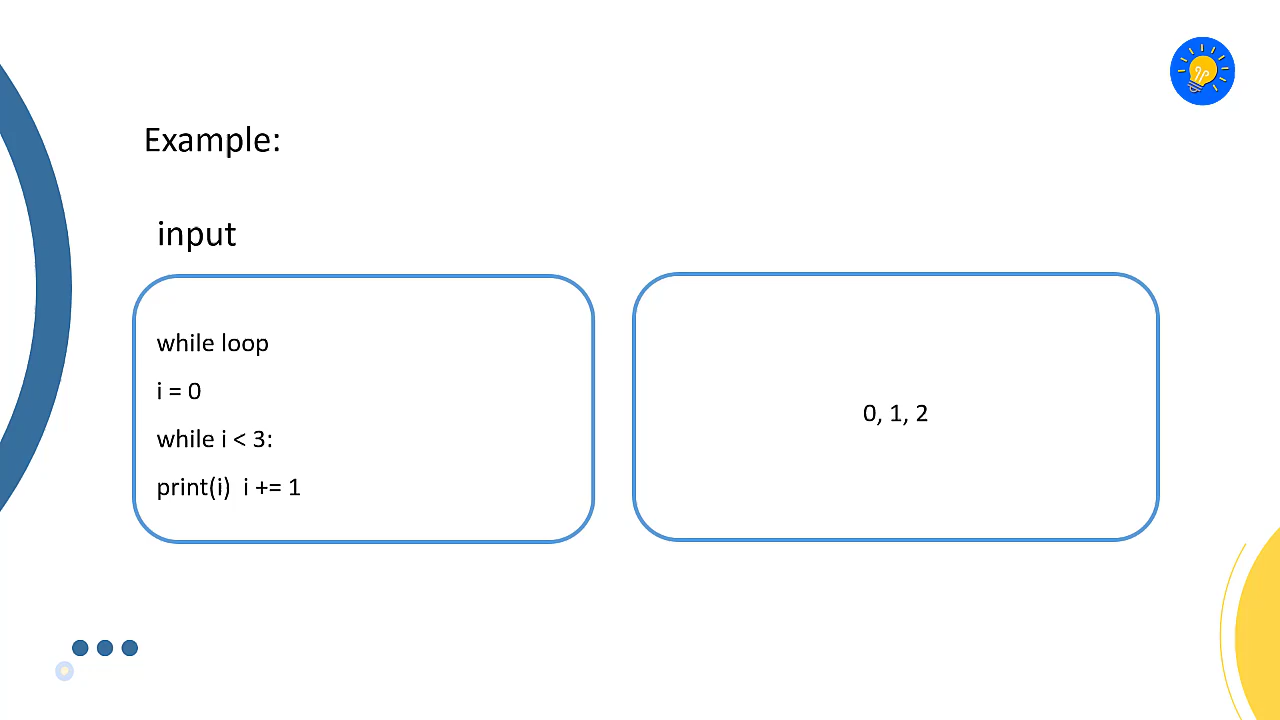 Example:
input
while loop
i = 0
while i < 3:
print(i)  i += 1
0, 1, 2